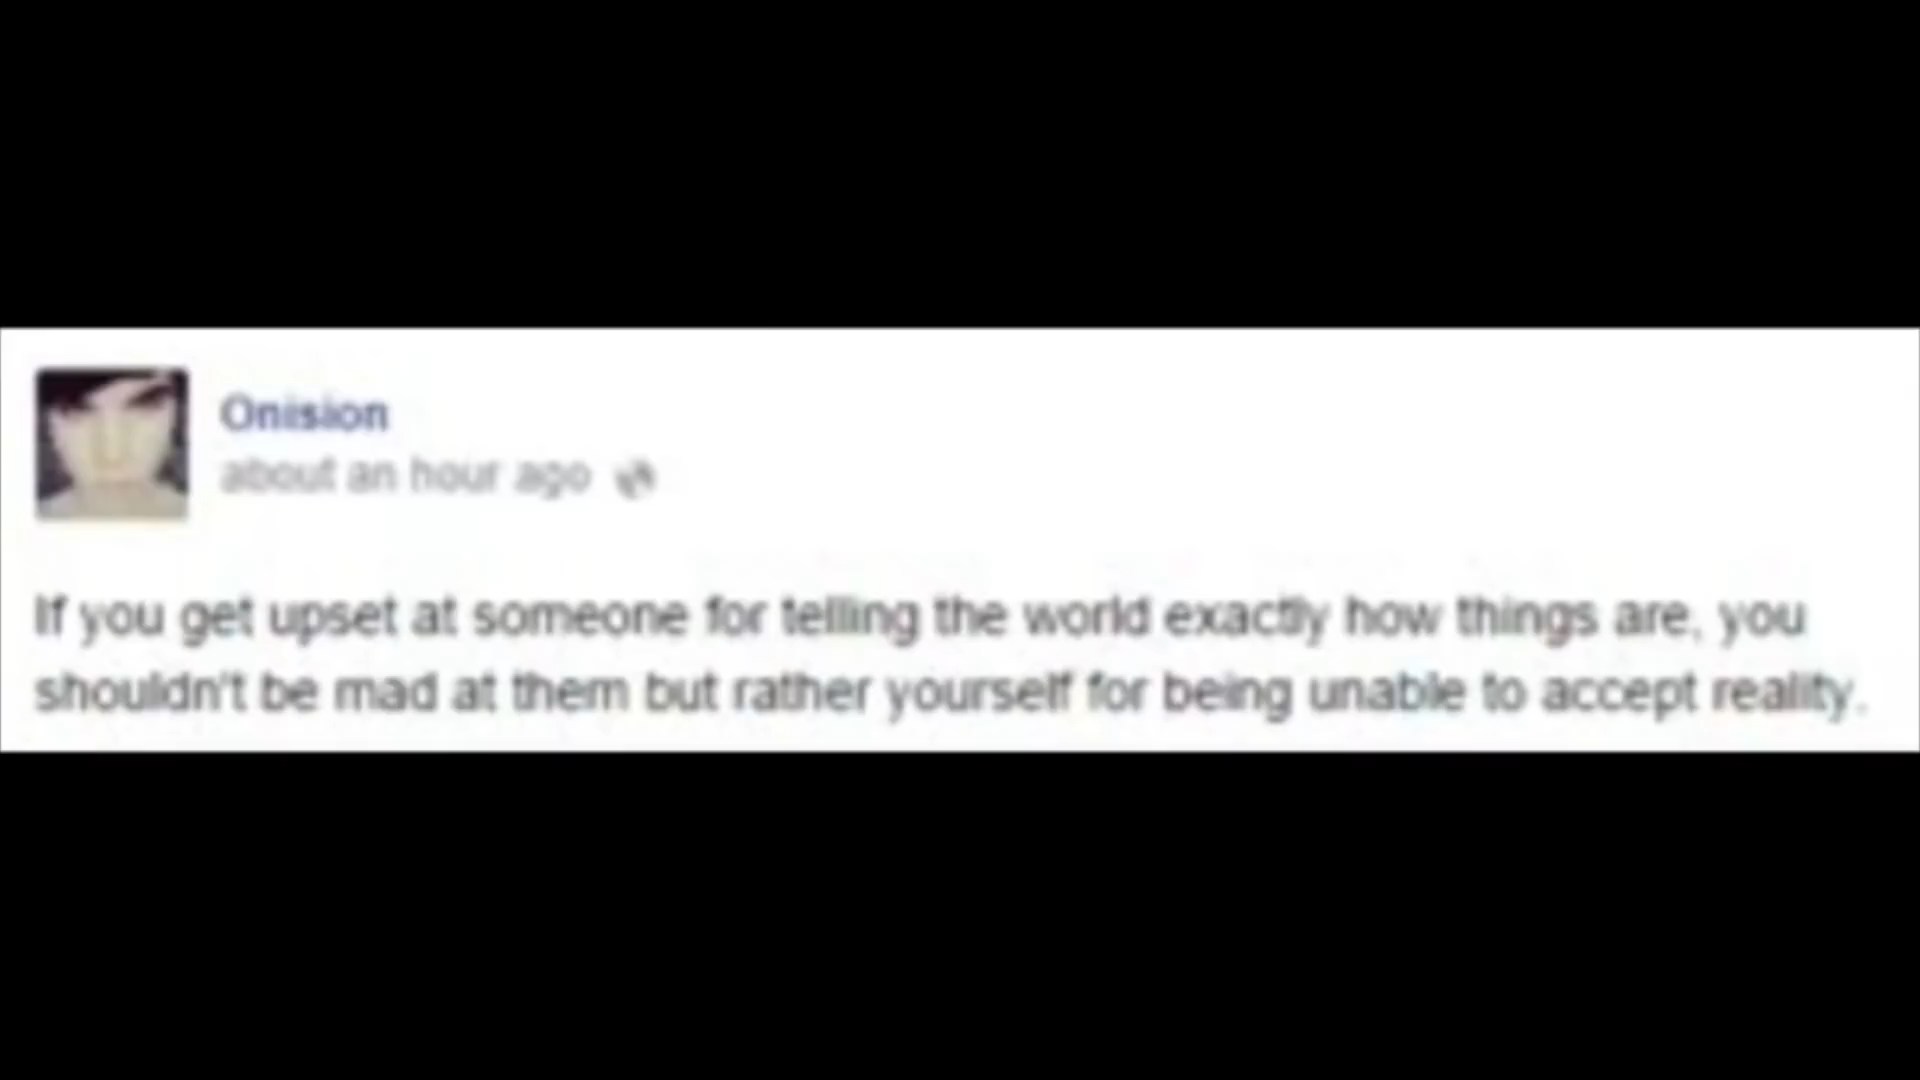 Onision
about an hour ago
If you get upset at someone for telling the world exactly how things are, you
shouldn't be mad at them but rather yourself for being unable to accept reality.